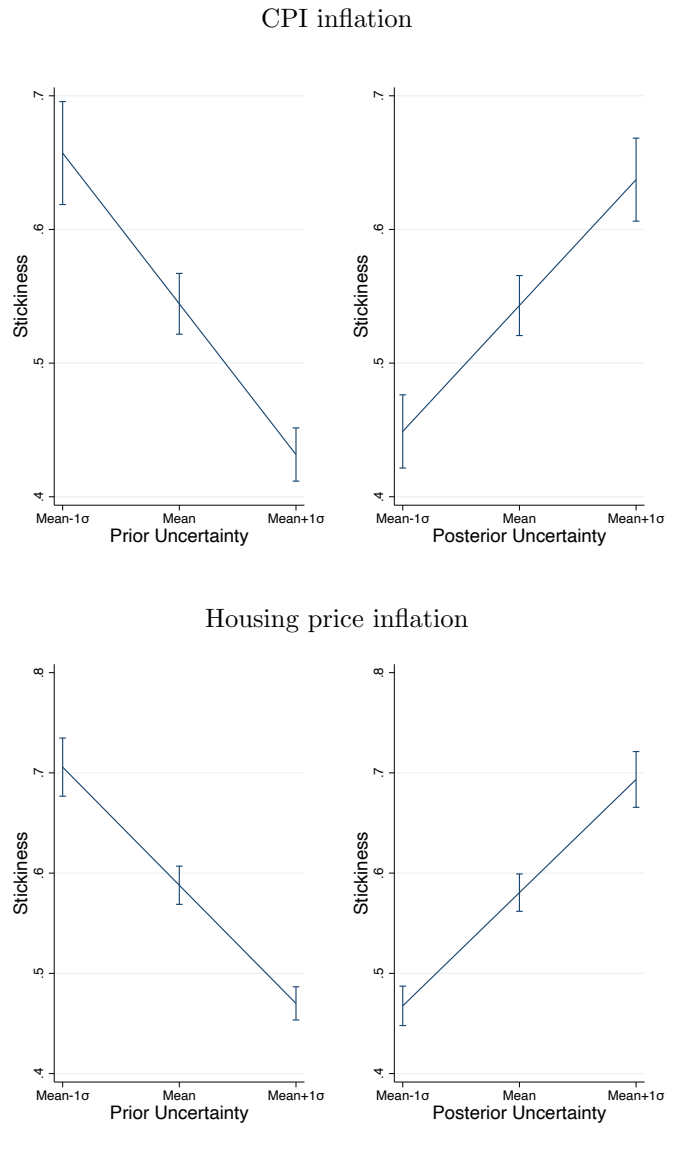 CPI inflation
.7
.6
.5
.4
Stickiness
Mean-1σ Mean Mean+1σ
Prior Uncertainty
.7
.6
.5
.4
Stickiness
Mean-1σ Mean Mean+1σ
Posterior Uncertainty
Housing price inflation
.8
.7
.6
.5
.4
Stickiness
Mean-1σ Mean Mean+1σ
Prior Uncertainty
.8
.7
.6
.5
.4
Stickiness
Mean-1σ Mean Mean+1σ
Posterior Uncertainty